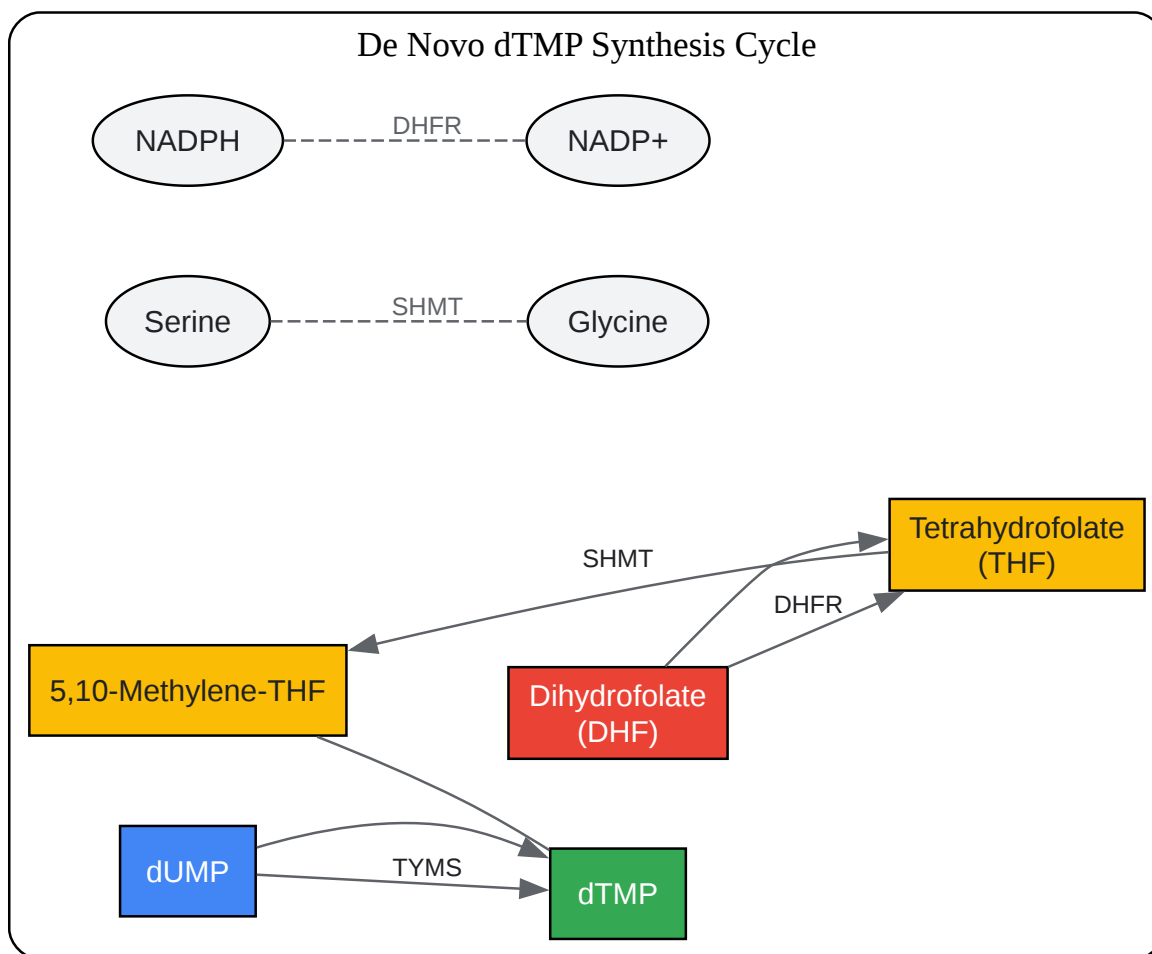 De Novo dTMP Synthesis Cycle
NADPH
DHFR
NADP+
Serine
SHMT
Glycine
Tetrahydrofolate
(THF)
SHMT
DHFR
5,10-Methylene-THF
Dihydrofolate
(DHF)
dUMP
TYMS
dTMP